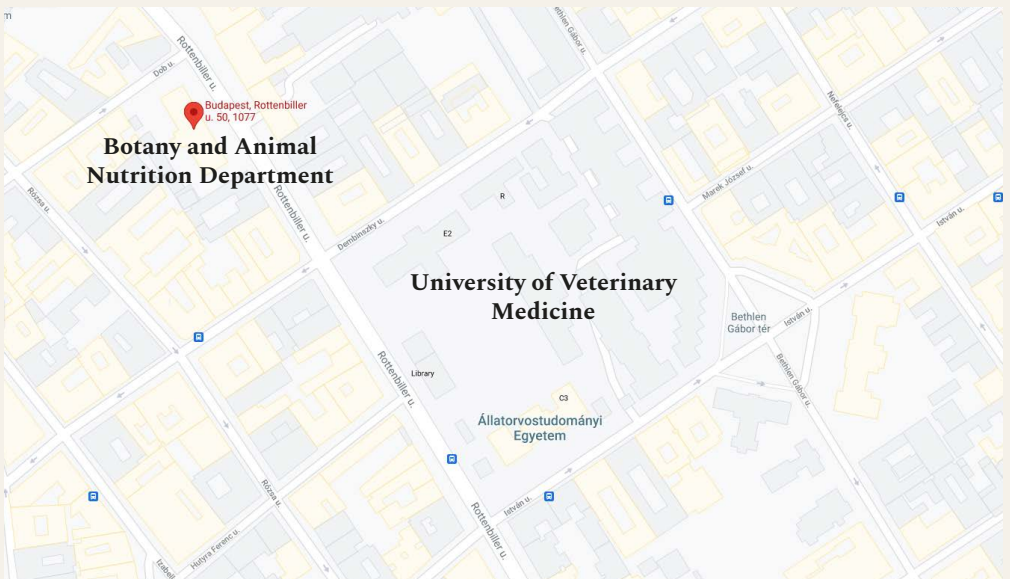 m
Rottenbiller u.
Dob u.
Budapest, Rottenbiller
u. 50, 1077
Botany and Animal
Nutrition Department
Rózsa u.
Rottenbiller u.
Dembinszky u.
R
E2
Bethlen Gábor u.
Nefelejcs u.
Marek József u.
István u.
University of Veterinary
Medicine
Bethlen
Gábor tér
István u.
Bethlen Gábor u.
Rottenbiller u.
Library
C3
Állatorvostudományi
Egyetem
Rózsa u.
István u.
Rottenbiller u.
Hutyra Ferenc u.
Izabell